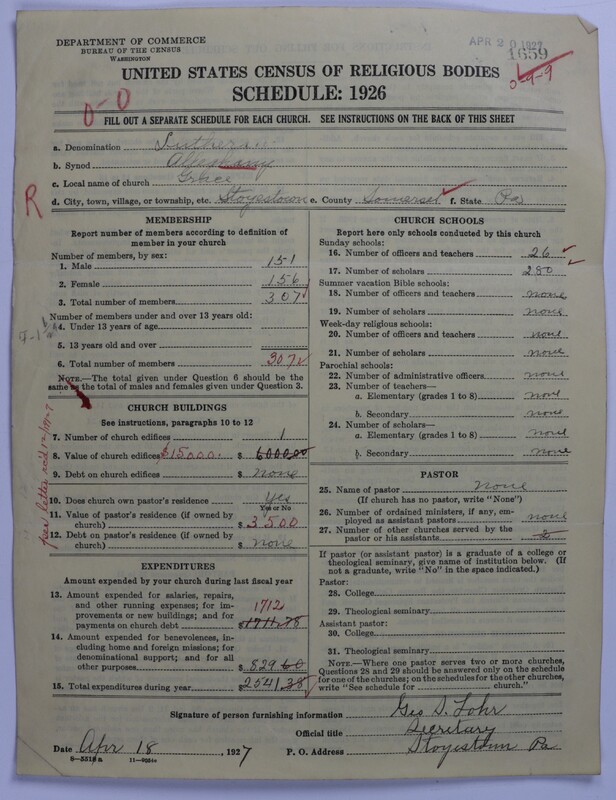 DEPARTMENT OF COMMERCE
BUREAU OF THE CENSUS
WASHINGTON
APR 20 1927
1659
0-9-9
UNITED STATES CENSUS OF RELIGIOUS BODIES
SCHEDULE: 1926
0-0
FILL OUT A SEPARATE SCHEDULE FOR EACH CHURCH. SEE INSTRUCTIONS ON THE BACK OF THIS SHEET
a. Denomination Lutheran
b. Synod Alleghany
c. Local name of church Grace
d. City, town, village, or township, etc. Stoyestown e. County Somerset f. State Pa
R
MEMBERSHIP
Report number of members according to definition of
member in your church
Number of members, by sex:
1. Male 151
2. Female 156
3. Total number of members 307
Number of members under and over 13 years old:
4. Under 13 years of age
5. 13 years old and over
6. Total number of members 307
NOTE.—The total given under Question 6 should be the
same as the total of males and females given under Question 3.
CHURCH BUILDINGS
See instructions, paragraphs 10 to 12
7. Number of church edifices 1
8. Value of church edifices $15000. $ 60000.00
9. Debt on church edifices $ none
10. Does church own pastor's residence Yes
Yes or No
11. Value of pastor's residence (if owned by
church) $ 3500
12. Debt on pastor's residence (if owned by
church) $ none
per letter
EXPENDITURES
Amount expended by your church during last fiscal year
13. Amount expended for salaries, repairs,
and other running expenses; for im-
provements or new buildings; and for
payments on church debt 1712 $ 1711.78
14. Amount expended for benevolences, in-
cluding home and foreign missions; for
denominational support; and for all
other purposes $ 829 60
15. Total expenditures during year $ 2541.38
CHURCH SCHOOLS
Report here only schools conducted by this church
Sunday schools:
16. Number of officers and teachers 26
17. Number of scholars 280
Summer vacation Bible schools:
18. Number of officers and teachers none
19. Number of scholars none
Week-day religious schools:
20. Number of officers and teachers none
21. Number of scholars none
Parochial schools:
22. Number of administrative officers none
23. Number of teachers—
a. Elementary (grades 1 to 8) none
b. Secondary none
24. Number of scholars—
a. Elementary (grades 1 to 8) none
b. Secondary none
PASTOR
25. Name of pastor none
(If church has no pastor, write "None")
26. Number of ordained ministers, if any, em-
ployed as assistant pastors none
27. Number of other churches served by the
pastor or his assistants 2
If pastor (or assistant pastor) is a graduate of a college or
theological seminary, give name of institution below. (If
not a graduate, write "No" in the space indicated.)
Pastor:
28. College
29. Theological seminary
Assistant pastor:
30. College
31. Theological seminary
NOTE.—Where one pastor serves two or more churches,
Questions 28 and 29 should be answered only on the schedule
for one of the churches; on the schedules for the other churches,
write "See schedule for church."
Signature of person furnishing information Geo S. Lohr
Official title Secretary
Date Apr 18, 1927 P. O. Address Stoyestown Pa
8-5518a 11-9264